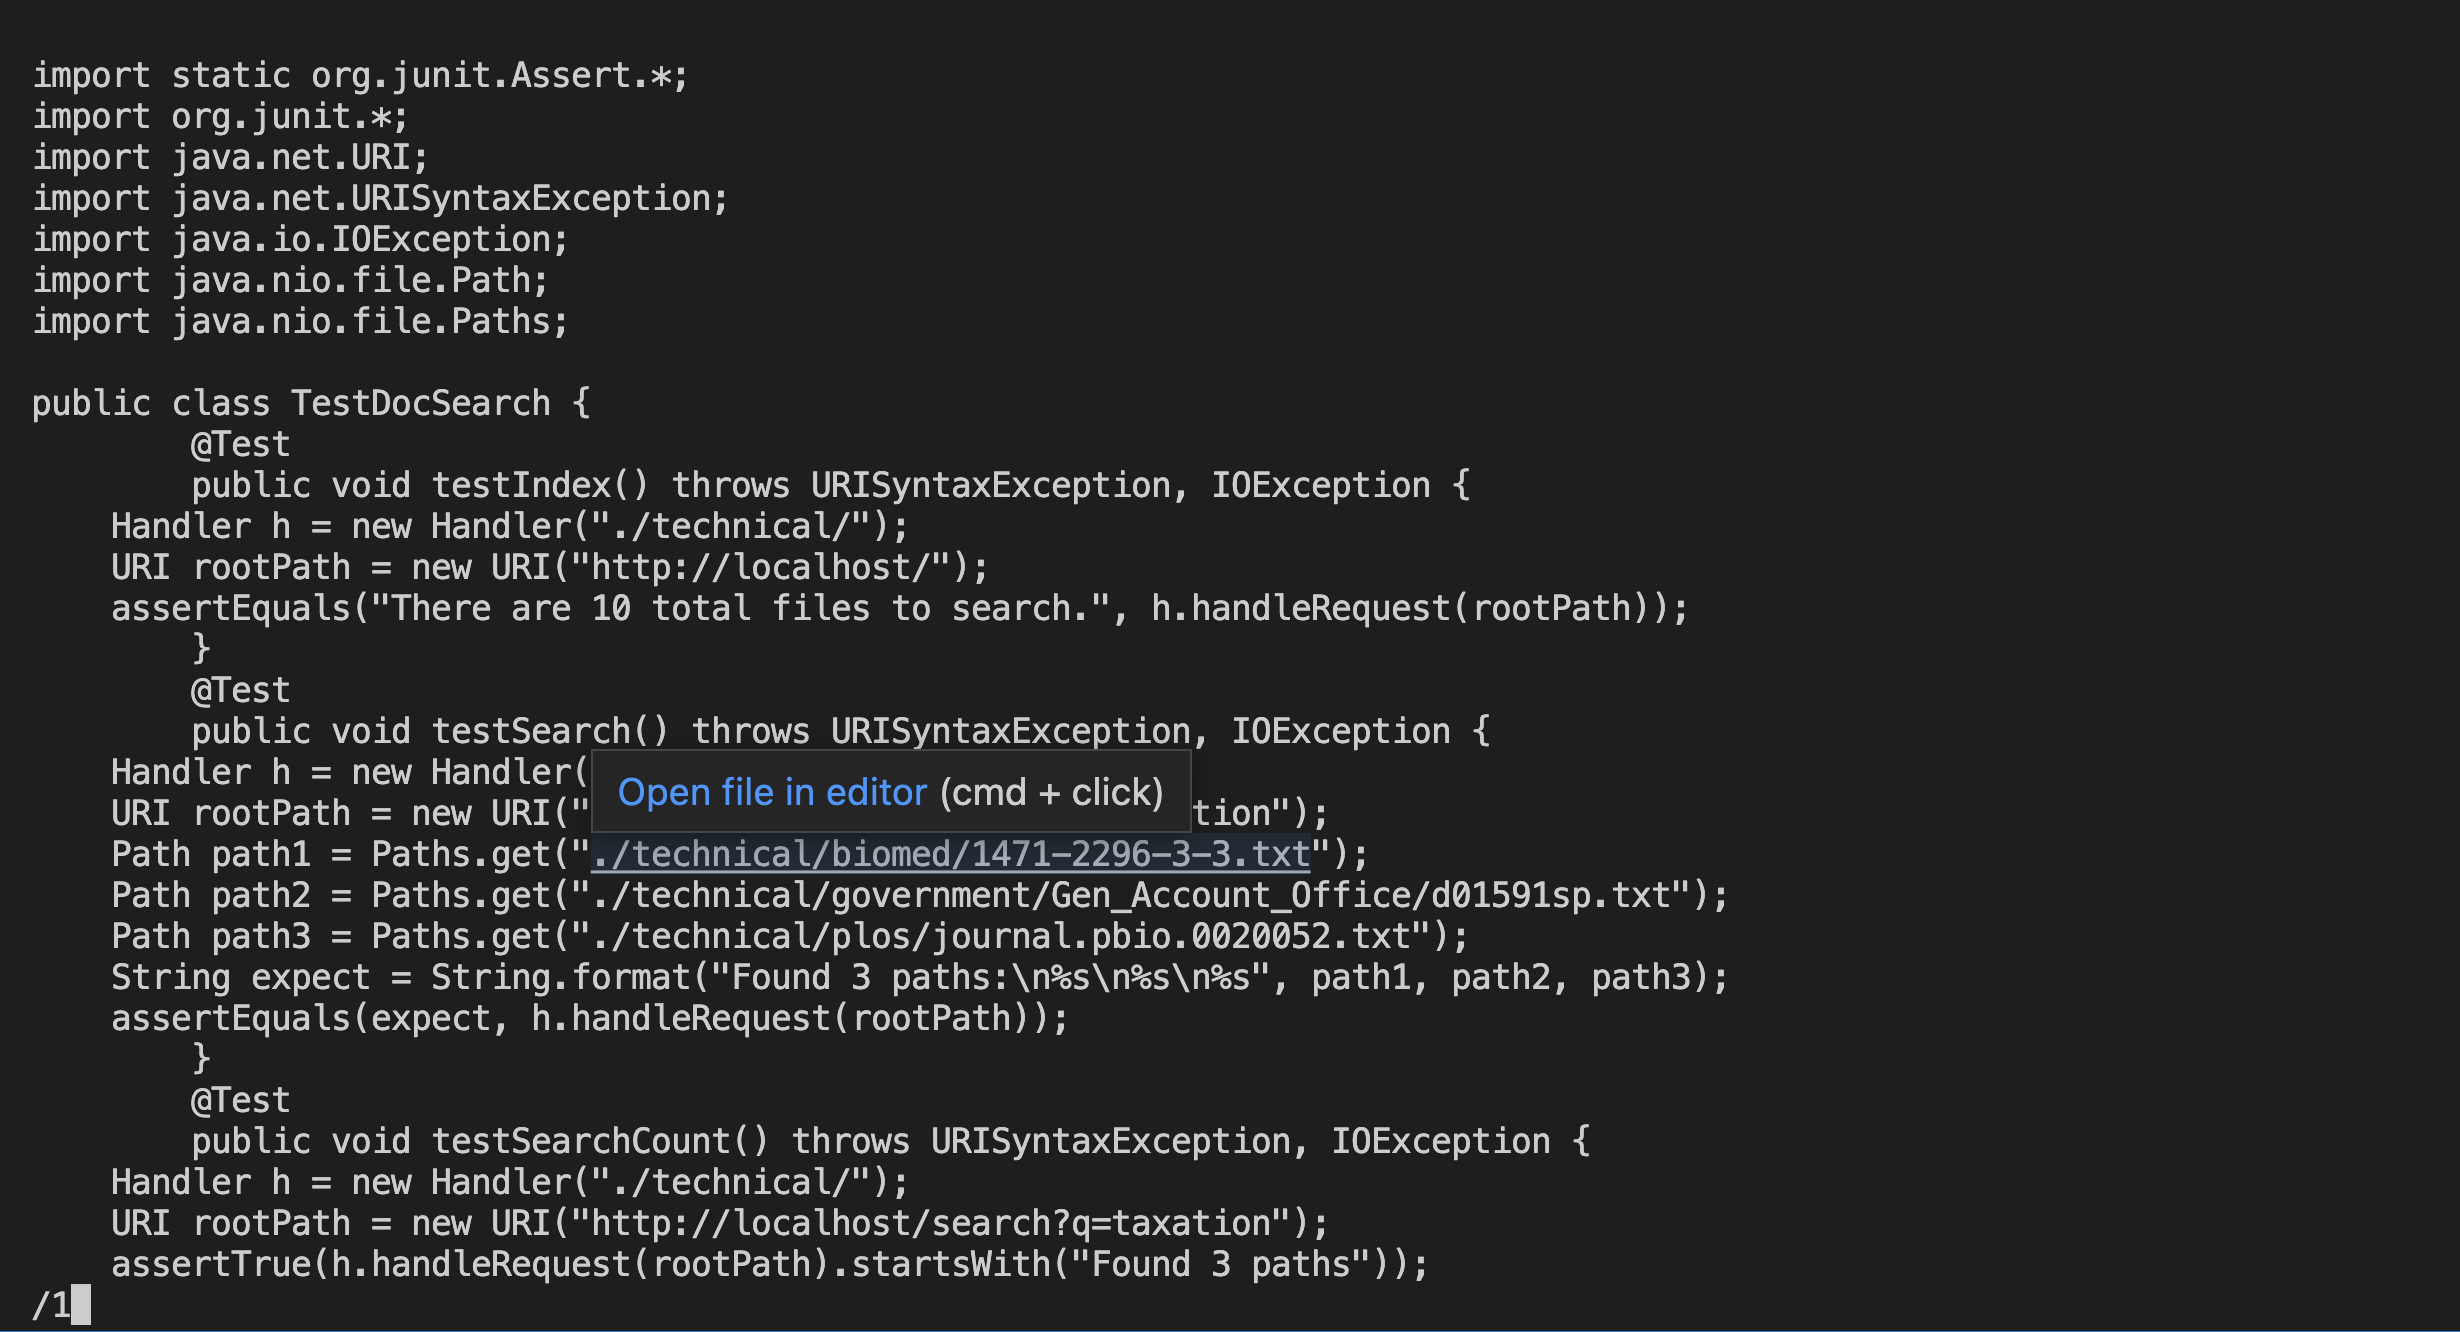 import static org.junit.Assert.*;
import org.junit.*;
import java.net.URI;
import java.net.URISyntaxException;
import java.io.IOException;
import java.nio.file.Path;
import java.nio.file.Paths;

public class TestDocSearch {
        @Test
        public void testIndex() throws URISyntaxException, IOException {
    Handler h = new Handler("./technical/");
    URI rootPath = new URI("http://localhost/");
    assertEquals("There are 10 total files to search.", h.handleRequest(rootPath));
        }
        @Test
        public void testSearch() throws URISyntaxException, IOException {
    Handler h = new Handler(
Open file in editor (cmd + click)
    URI rootPath = new URI(" tion");
    Path path1 = Paths.get("./technical/biomed/1471-2296-3-3.txt");
    Path path2 = Paths.get("./technical/government/Gen_Account_Office/d01591sp.txt");
    Path path3 = Paths.get("./technical/plos/journal.pbio.0020052.txt");
    String expect = String.format("Found 3 paths:\n%s\n%s\n%s", path1, path2, path3);
    assertEquals(expect, h.handleRequest(rootPath));
        }
        @Test
        public void testSearchCount() throws URISyntaxException, IOException {
    Handler h = new Handler("./technical/");
    URI rootPath = new URI("http://localhost/search?q=taxation");
    assertTrue(h.handleRequest(rootPath).startsWith("Found 3 paths"));
/1